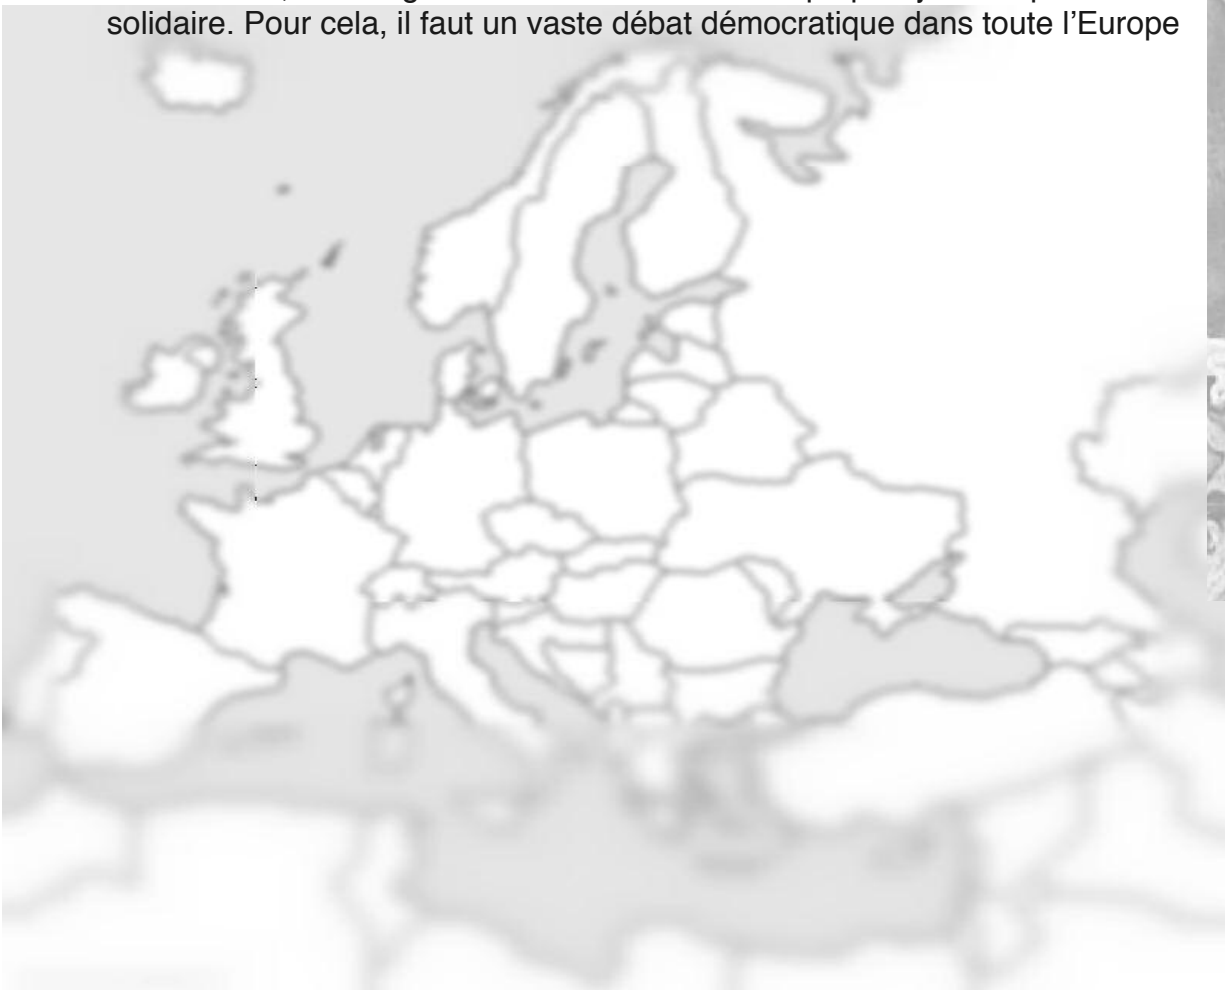 solidaire. Pour cela, il faut un vaste débat démocratique dans toute l’Europe